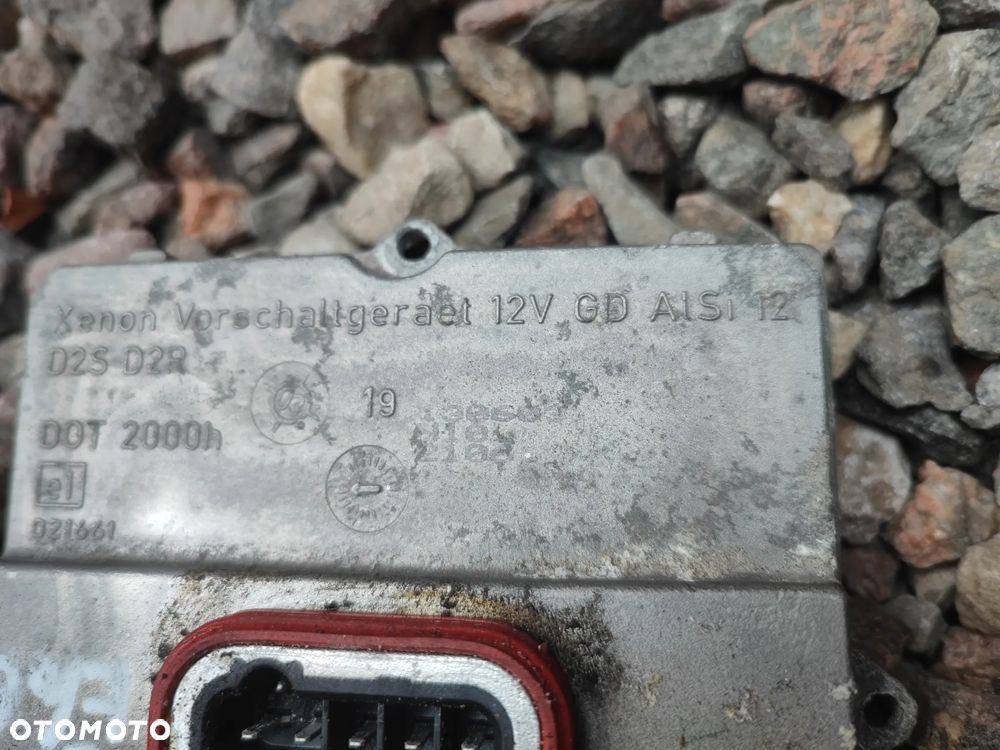 Xenon Vorschaltgeraet 12V GD AlSi 12
D2S D2R
19
DOT 2000h
e1
021661
OTOMOTO